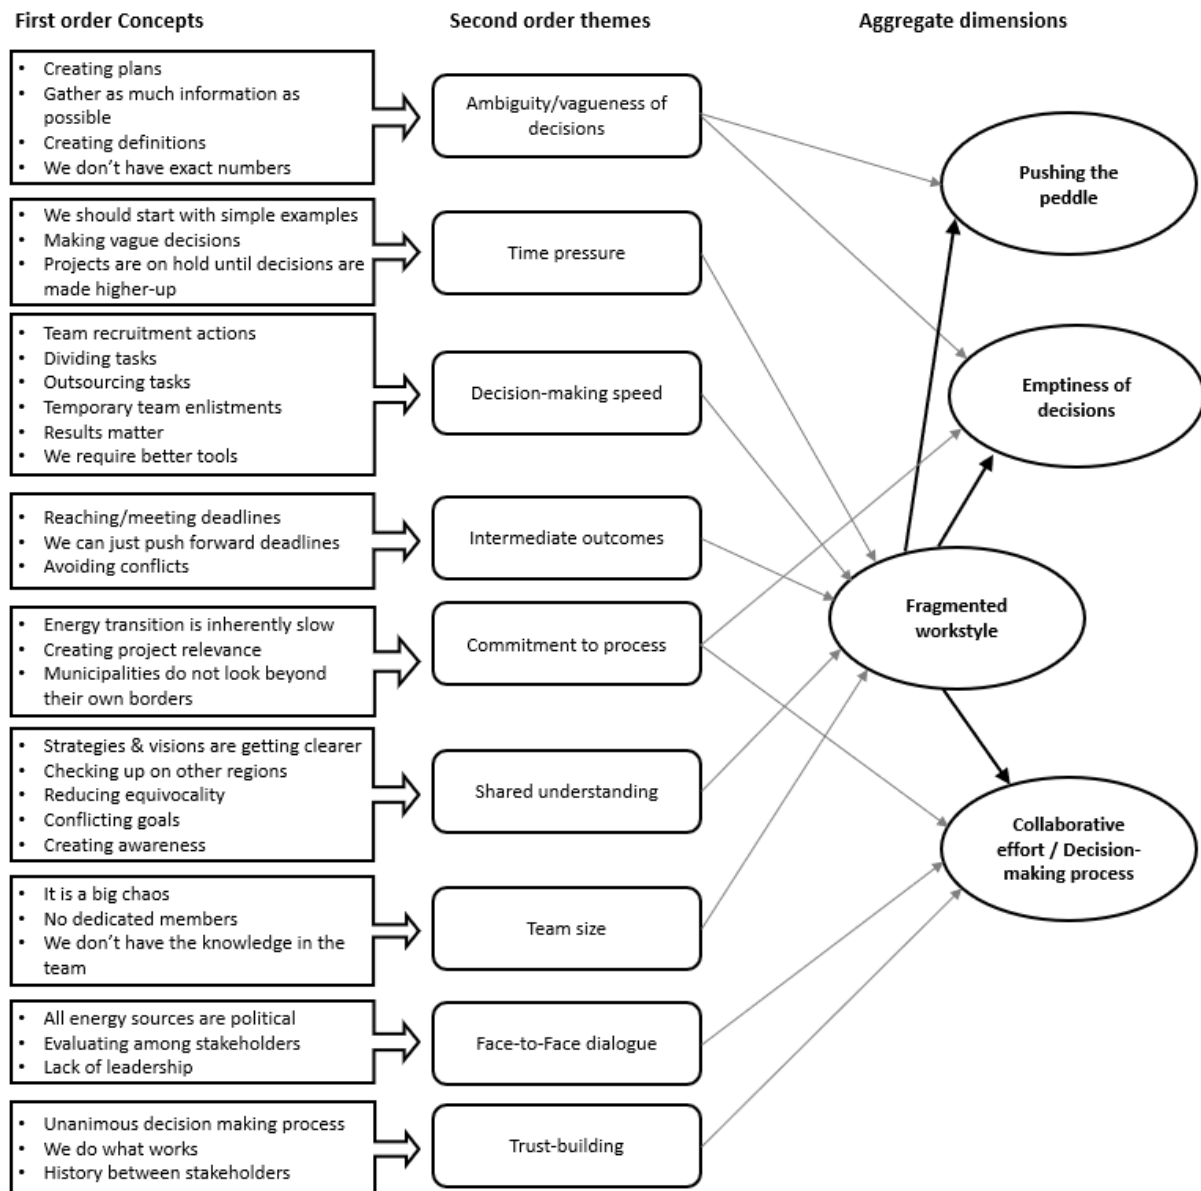 First order Concepts
Second order themes
Aggregate dimensions
• Creating plans
• Gather as much information as
possible
• Creating definitions
• We don't have exact numbers
Ambiguity/vagueness of
decisions
Pushing the
peddle
• We should start with simple examples
• Making vague decisions
• Projects are on hold until decisions are
made higher-up
Time pressure
• Team recruitment actions
• Dividing tasks
• Outsourcing tasks
• Temporary team enlistments
• Results matter
• We require better tools
Decision-making speed
Emptiness of
decisions
• Reaching/meeting deadlines
• We can just push forward deadlines
• Avoiding conflicts
Intermediate outcomes
• Energy transition is inherently slow
• Creating project relevance
• Municipalities do not look beyond
their own borders
Commitment to process
Fragmented
workstyle
• Strategies & visions are getting clearer
• Checking up on other regions
• Reducing equivocality
• Conflicting goals
• Creating awareness
Shared understanding
Collaborative
effort / Decision-
making process
• It is a big chaos
• No dedicated members
• We don't have the knowledge in the
team
Team size
• All energy sources are political
• Evaluating among stakeholders
• Lack of leadership
Face-to-Face dialogue
• Unanimous decision making process
• We do what works
• History between stakeholders
Trust-building